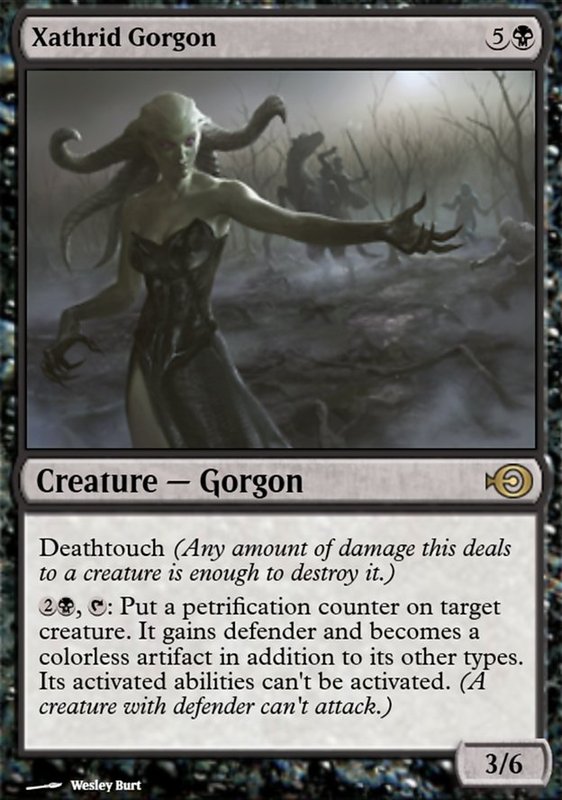 Xathrid Gorgon 5
Creature — Gorgon
Deathtouch (Any amount of damage this deals
to a creature is enough to destroy it.)
2, : Put a petrification counter on target
creature. It gains defender and becomes a
colorless artifact in addition to its other types.
Its activated abilities can't be activated. (A
creature with defender can't attack.)
3/6
Wesley Burt